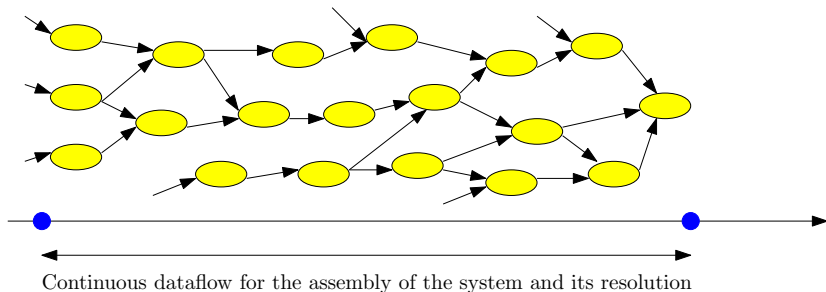 Continuous dataflow for the assembly of the system and its resolution